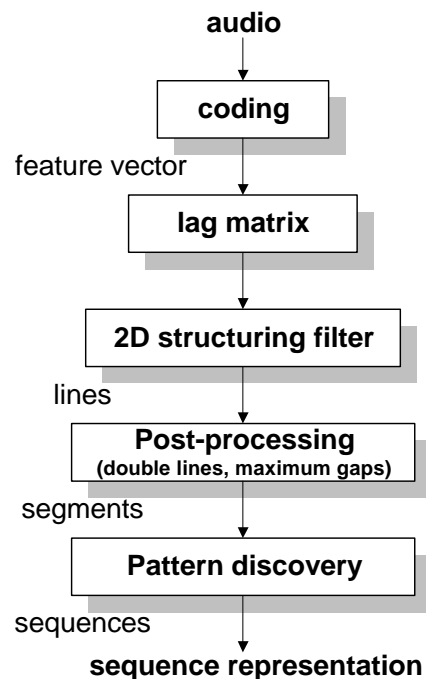 audio
coding
feature vector
lag matrix
2D structuring filter
lines
Post-processing
(double lines, maximum gaps)
segments
Pattern discovery
sequences
sequence representation